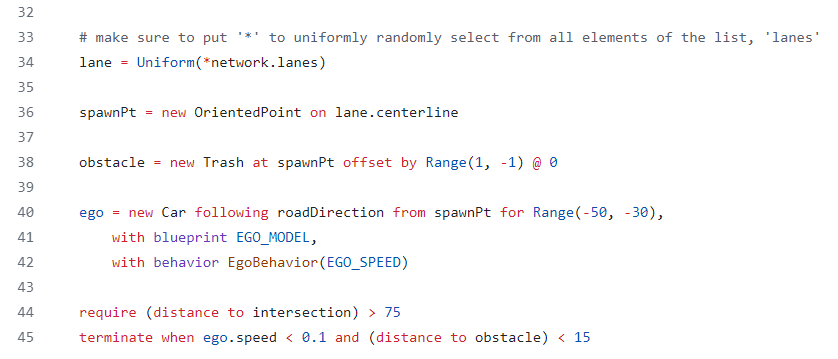 32
33 # make sure to put '*' to uniformly randomly select from all elements of the list, 'lanes'
34 lane = Uniform(*network.lanes)
35
36 spawnPt = new OrientedPoint on lane.centerline
37
38 obstacle = new Trash at spawnPt offset by Range(1, -1) @ 0
39
40 ego = new Car following roadDirection from spawnPt for Range(-50, -30),
41 with blueprint EGO_MODEL,
42 with behavior EgoBehavior(EGO_SPEED)
43
44 require (distance to intersection) > 75
45 terminate when ego.speed < 0.1 and (distance to obstacle) < 15